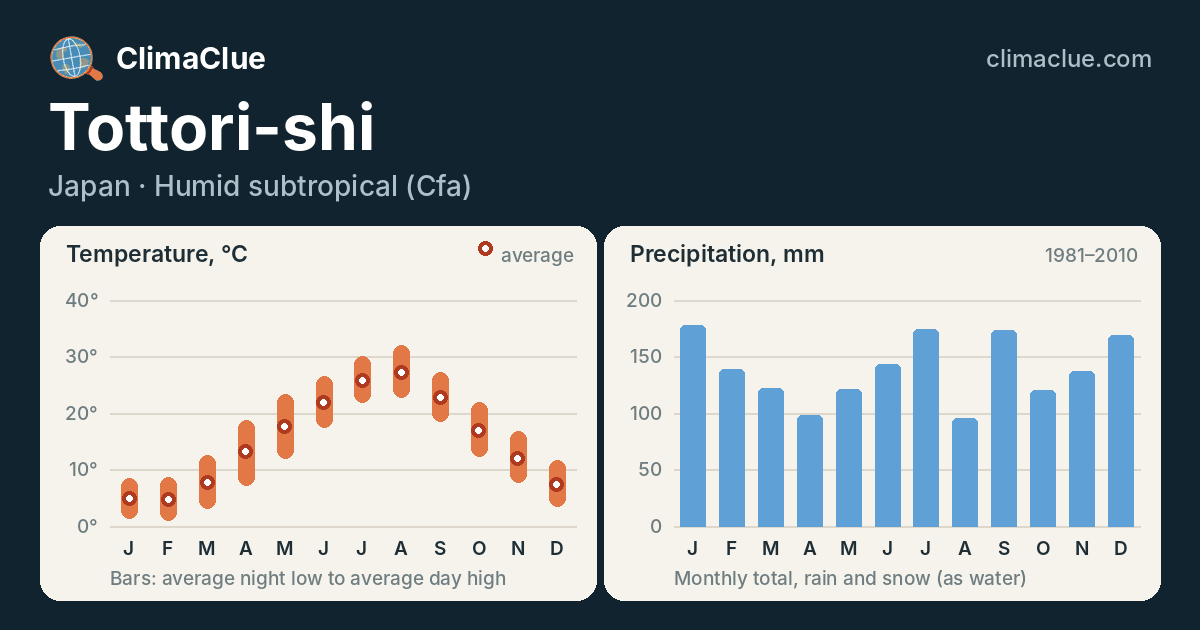 ClimaClue
climaclue.com
Tottori-shi
Japan · Humid subtropical (Cfa)
Temperature, °C
average
40°
30°
20°
10°
0°
J F M A M J J A S O N D
Bars: average night low to average day high
Precipitation, mm
1981–2010
200
150
100
50
0
J F M A M J J A S O N D
Monthly total, rain and snow (as water)